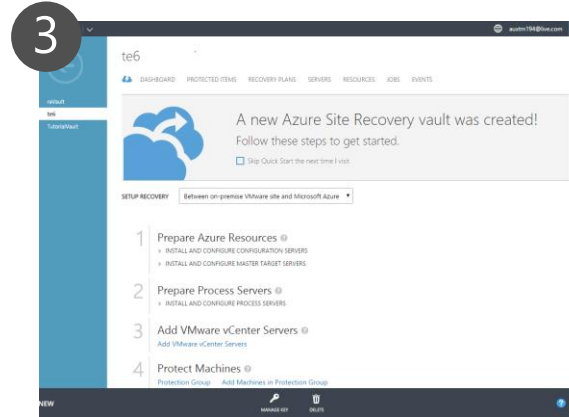 3
austm194@live.com
te6
DASHBOARD PROTECTED ITEMS RECOVERY PLANS SERVERS RESOURCES JOBS EVENTS
te6
TutorialVault
A new Azure Site Recovery vault was created!
Follow these steps to get started.
Skip Quick Start the next time I visit
SETUP RECOVERY Between on-premise VMware site and Microsoft Azure
1 Prepare Azure Resources
INSTALL AND CONFIGURE CONFIGURATION SERVERS
INSTALL AND CONFIGURE MASTER TARGET SERVERS
2 Prepare Process Servers
INSTALL AND CONFIGURE PROCESS SERVERS
3 Add VMware vCenter Servers
Add VMware vCenter Servers
4 Protect Machines
Protection Group Add Machines in Protection Group
NEW MANAGE KEY DELETE